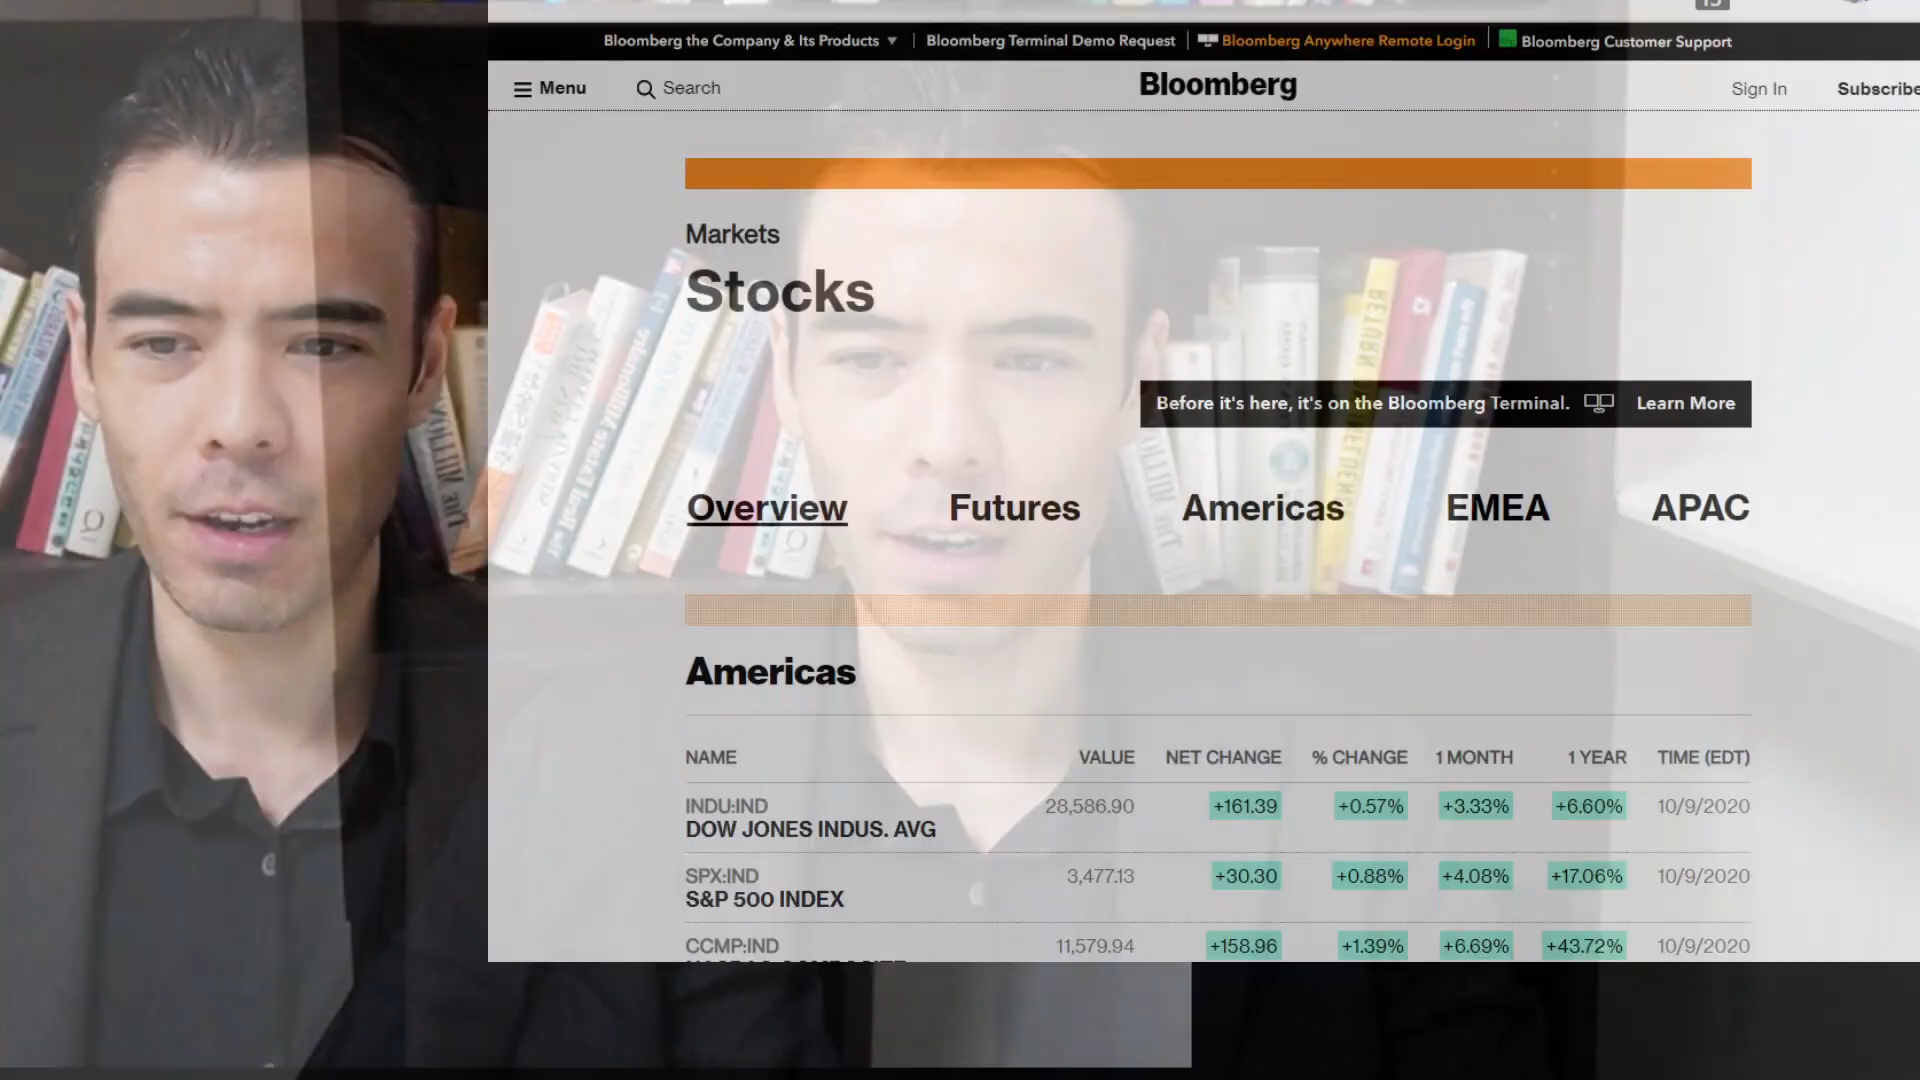 Bloomberg the Company & Its Products ▼ | Bloomberg Terminal Demo Request | Bloomberg Anywhere Remote Login | Bloomberg Customer Support
Menu Search Bloomberg Sign In Subscribe
Markets
Stocks
Before it's here, it's on the Bloomberg Terminal. Learn More
Overview Futures Americas EMEA APAC
Americas
NAME VALUE NET CHANGE % CHANGE 1 MONTH 1 YEAR TIME (EDT)
INDU:IND 28,586.90 +161.39 +0.57% +3.33% +6.60% 10/9/2020
DOW JONES INDUS. AVG
SPX:IND 3,477.13 +30.30 +0.88% +4.08% +17.06% 10/9/2020
S&P 500 INDEX
CCMP:IND 11,579.94 +158.96 +1.39% +6.69% +43.72% 10/9/2020